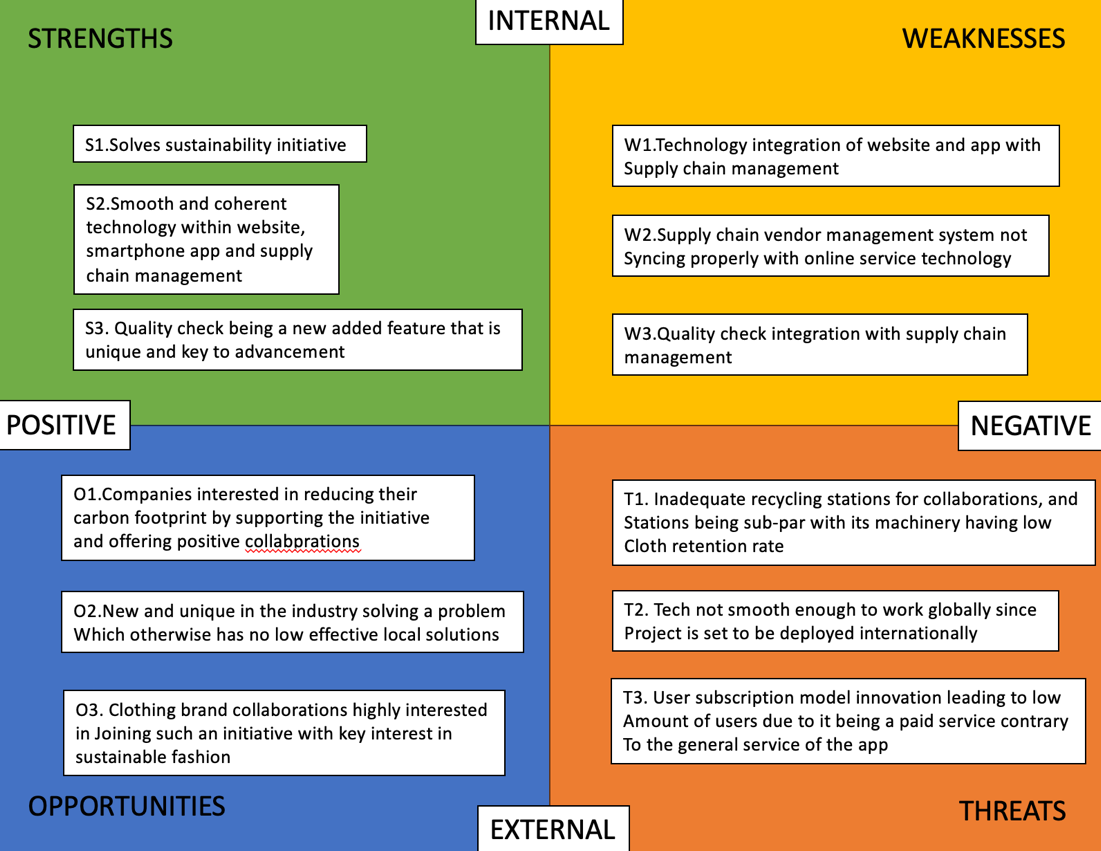 INTERNAL
STRENGTHS
WEAKNESSES
S1.Solves sustainability initiative
S2.Smooth and coherent
technology within website,
smartphone app and supply
chain management
S3. Quality check being a new added feature that is
unique and key to advancement
W1.Technology integration of website and app with
Supply chain management
W2.Supply chain vendor management system not
Syncing properly with online service technology
W3.Quality check integration with supply chain
management
POSITIVE
NEGATIVE
O1.Companies interested in reducing their
carbon footprint by supporting the initiative
and offering positive collabprations
O2.New and unique in the industry solving a problem
Which otherwise has no low effective local solutions
O3. Clothing brand collaborations highly interested
in Joining such an initiative with key interest in
sustainable fashion
T1. Inadequate recycling stations for collaborations, and
Stations being sub-par with its machinery having low
Cloth retention rate
T2. Tech not smooth enough to work globally since
Project is set to be deployed internationally
T3. User subscription model innovation leading to low
Amount of users due to it being a paid service contrary
To the general service of the app
OPPORTUNITIES
THREATS
EXTERNAL